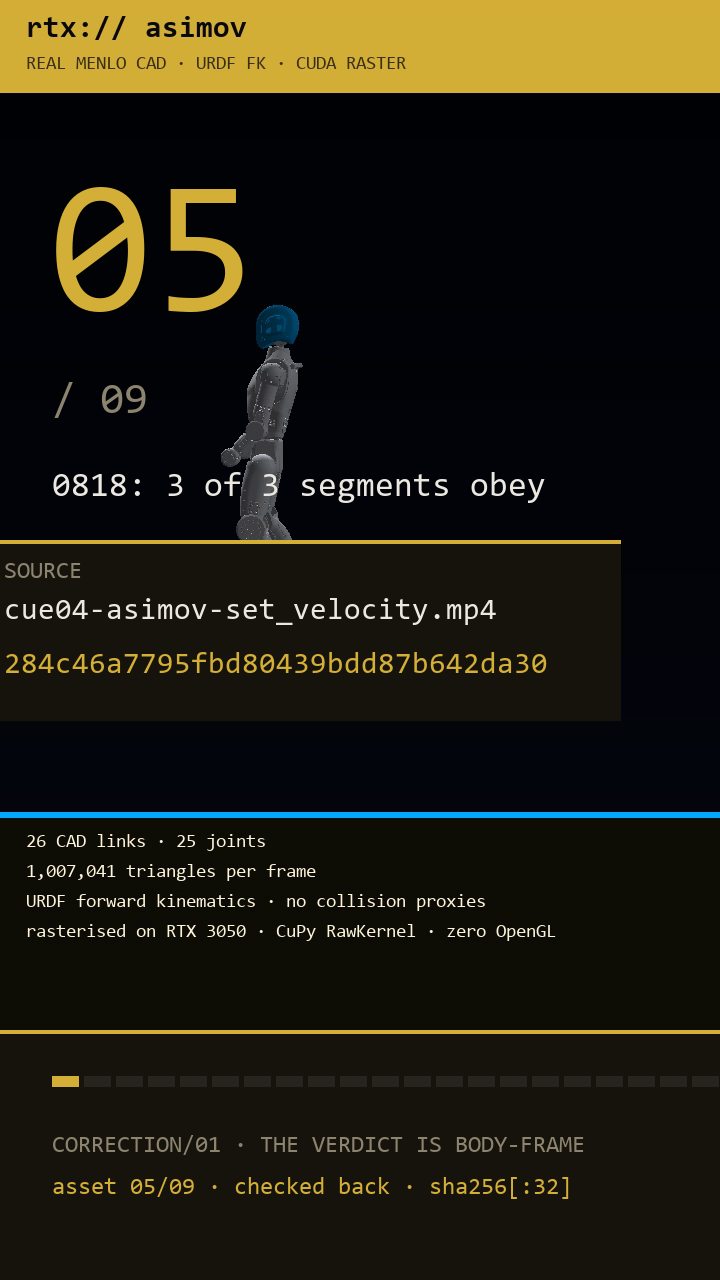 rtx:// asimov
REAL MENLO CAD · URDF FK · CUDA RASTER
05
/ 09
0818: 3 of 3 segments obey
SOURCE
cue04-asimov-set_velocity.mp4
284c46a7795fbd80439bdd87b642da30
26 CAD links · 25 joints
1,007,041 triangles per frame
URDF forward kinematics · no collision proxies
rasterised on RTX 3050 · CuPy RawKernel · zero OpenGL
CORRECTION/01 · THE VERDICT IS BODY-FRAME
asset 05/09 · checked back · sha256[:32]